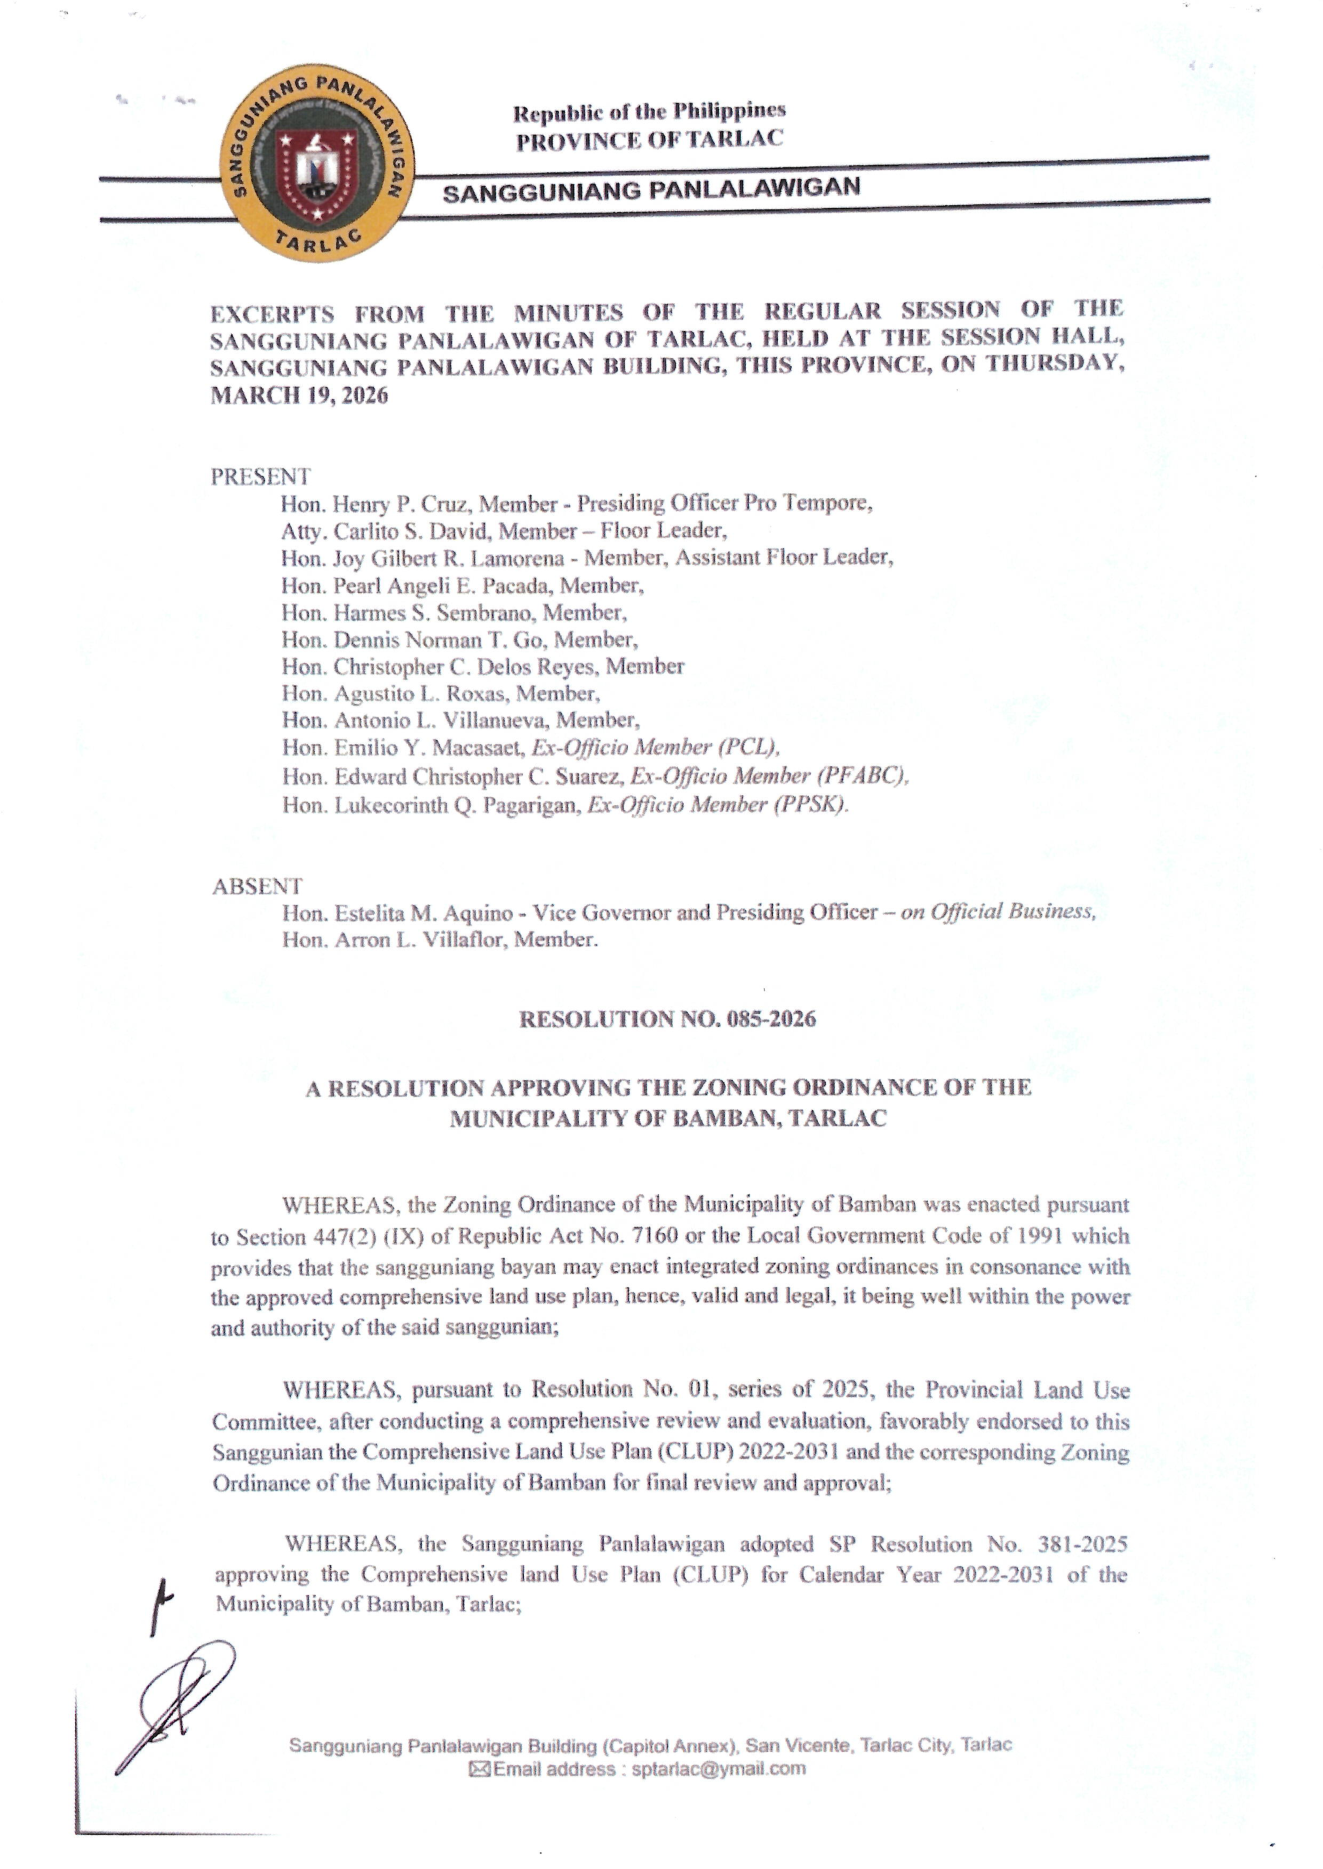 SANGGUNIANG PANLALAWIGAN
TARLAC
Republic of the Philippines
PROVINCE OF TARLAC
SANGGUNIANG PANLALAWIGAN
EXCERPTS FROM THE MINUTES OF THE REGULAR SESSION OF THE
SANGGUNIANG PANLALAWIGAN OF TARLAC, HELD AT THE SESSION HALL,
SANGGUNIANG PANLALAWIGAN BUILDING, THIS PROVINCE, ON THURSDAY,
MARCH 19, 2026
PRESENT
Hon. Henry P. Cruz, Member - Presiding Officer Pro Tempore,
Atty. Carlito S. David, Member – Floor Leader,
Hon. Joy Gilbert R. Lamorena - Member, Assistant Floor Leader,
Hon. Pearl Angeli E. Pacada, Member,
Hon. Harmes S. Sembrano, Member,
Hon. Dennis Norman T. Go, Member,
Hon. Christopher C. Delos Reyes, Member
Hon. Agustito L. Roxas, Member,
Hon. Antonio L. Villanueva, Member,
Hon. Emilio Y. Macasaet, Ex-Officio Member (PCL),
Hon. Edward Christopher C. Suarez, Ex-Officio Member (PFABC),
Hon. Lukecorinth Q. Pagarigan, Ex-Officio Member (PPSK).
ABSENT
Hon. Estelita M. Aquino - Vice Governor and Presiding Officer – on Official Business,
Hon. Arron L. Villaflor, Member.
RESOLUTION NO. 085-2026
A RESOLUTION APPROVING THE ZONING ORDINANCE OF THE
MUNICIPALITY OF BAMBAN, TARLAC
WHEREAS, the Zoning Ordinance of the Municipality of Bamban was enacted pursuant
to Section 447(2) (IX) of Republic Act No. 7160 or the Local Government Code of 1991 which
provides that the sangguniang bayan may enact integrated zoning ordinances in consonance with
the approved comprehensive land use plan, hence, valid and legal, it being well within the power
and authority of the said sanggunian;
WHEREAS, pursuant to Resolution No. 01, series of 2025, the Provincial Land Use
Committee, after conducting a comprehensive review and evaluation, favorably endorsed to this
Sanggunian the Comprehensive Land Use Plan (CLUP) 2022-2031 and the corresponding Zoning
Ordinance of the Municipality of Bamban for final review and approval;
WHEREAS, the Sangguniang Panlalawigan adopted SP Resolution No. 381-2025
approving the Comprehensive land Use Plan (CLUP) for Calendar Year 2022-2031 of the
Municipality of Bamban, Tarlac;
Sangguniang Panlalawigan Building (Capitol Annex), San Vicente, Tarlac City, Tarlac
Email address : sptarlac@ymail.com